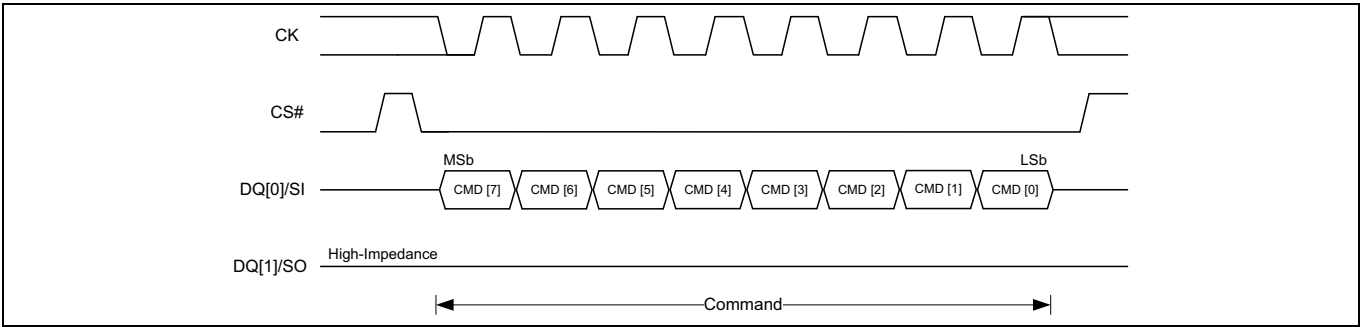 CK
CS#
MSb LSb
DQ[0]/SI CMD [7] CMD [6] CMD [5] CMD [4] CMD [3] CMD [2] CMD [1] CMD [0]
High-Impedance
DQ[1]/SO
Command